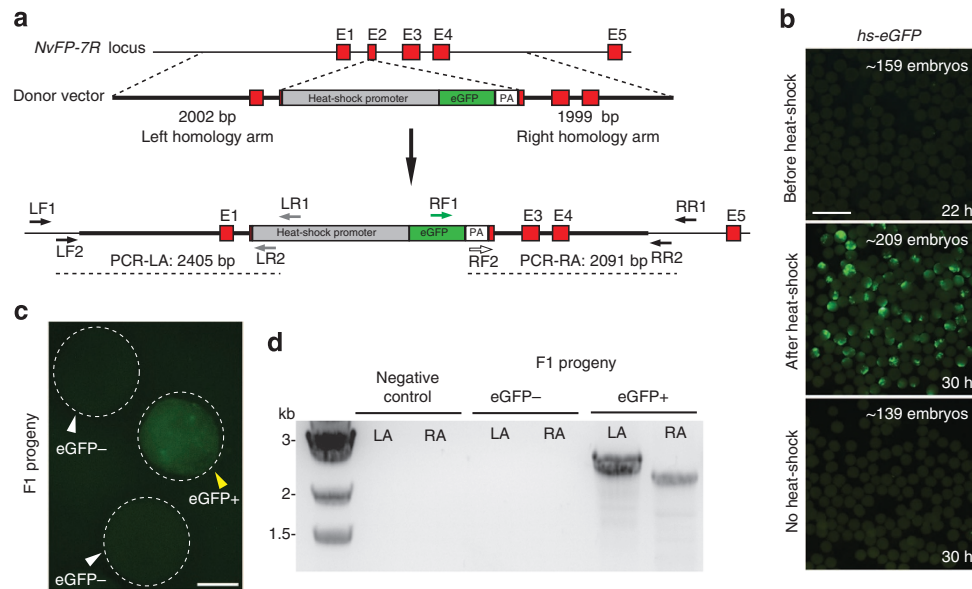 a
NvFP-7R locus
E1
E2
E3
E4
E5
Donor vector
Heat-shock promoter
eGFP
PA
2002 bp
Left homology arm
1999 bp
Right homology arm
LF1
LF2
E1
LR1
LR2
Heat-shock promoter
RF1
eGFP
PA
RF2
E3
E4
RR1
RR2
E5
PCR-LA: 2405 bp
PCR-RA: 2091 bp
b
hs-eGFP
Before heat-shock
~159 embryos
22 h
After heat-shock
~209 embryos
30 h
No heat-shock
~139 embryos
30 h
c
F1 progeny
eGFP–
eGFP+
eGFP–
d
F1 progeny
Negative
control
eGFP–
eGFP+
kb
LA
RA
LA
RA
LA
RA
3-
2-
1.5-